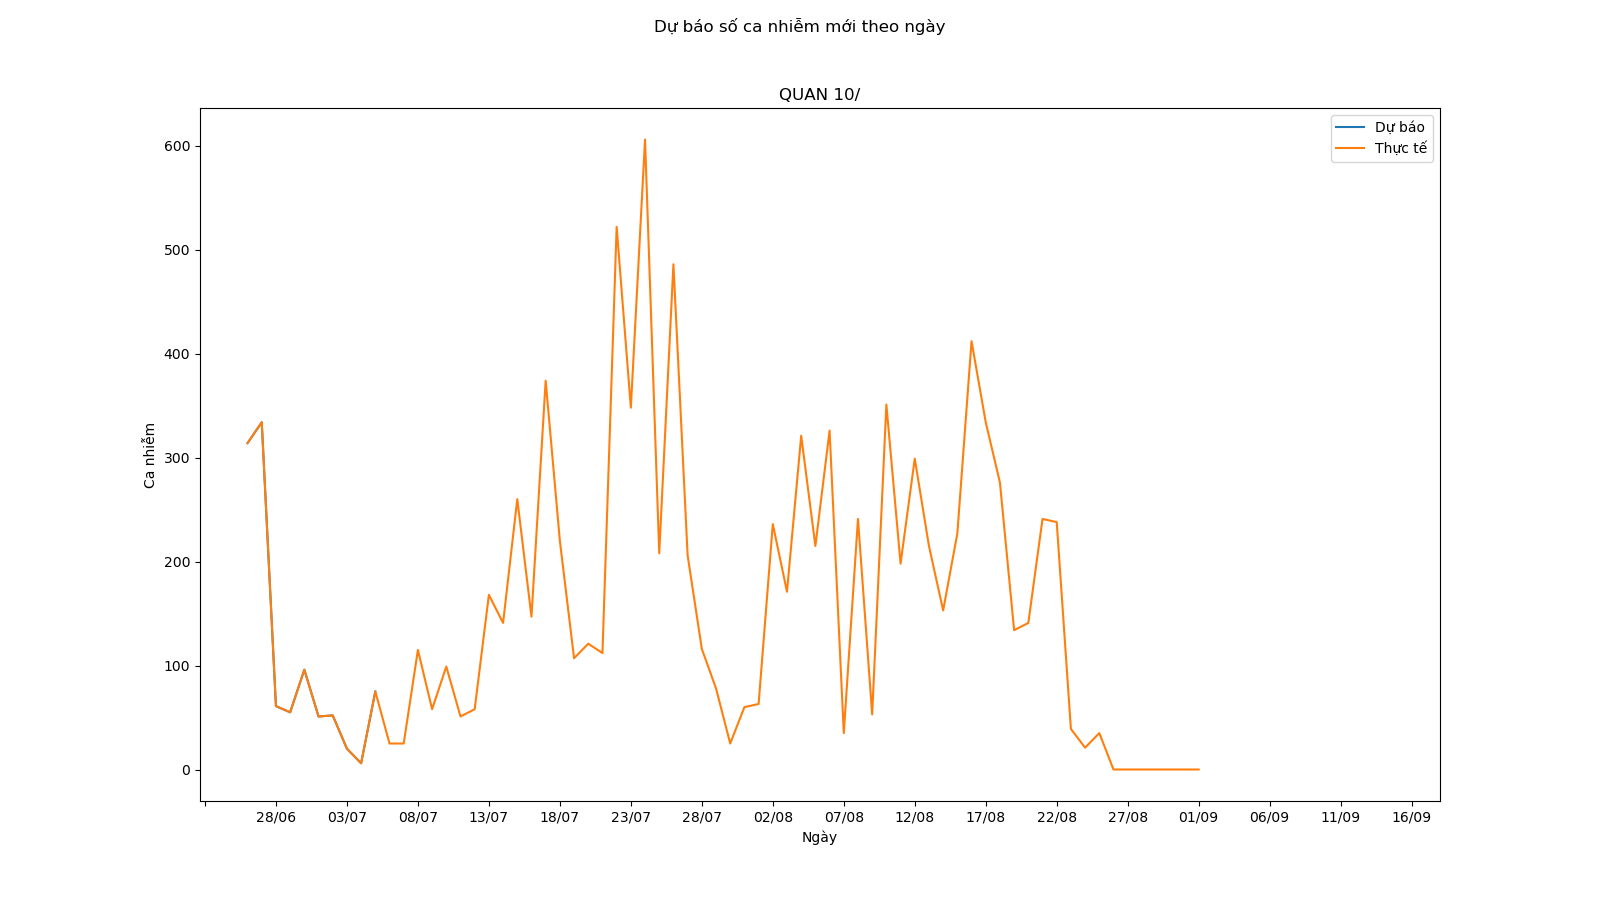 Dự báo số ca nhiễm mới theo ngày
QUAN 10/
Dự báo
Thực tế
600
500
400
300
200
100
0
Ca nhiễm
28/06 03/07 08/07 13/07 18/07 23/07 28/07 02/08 07/08 12/08 17/08 22/08 27/08 01/09 06/09 11/09 16/09
Ngày